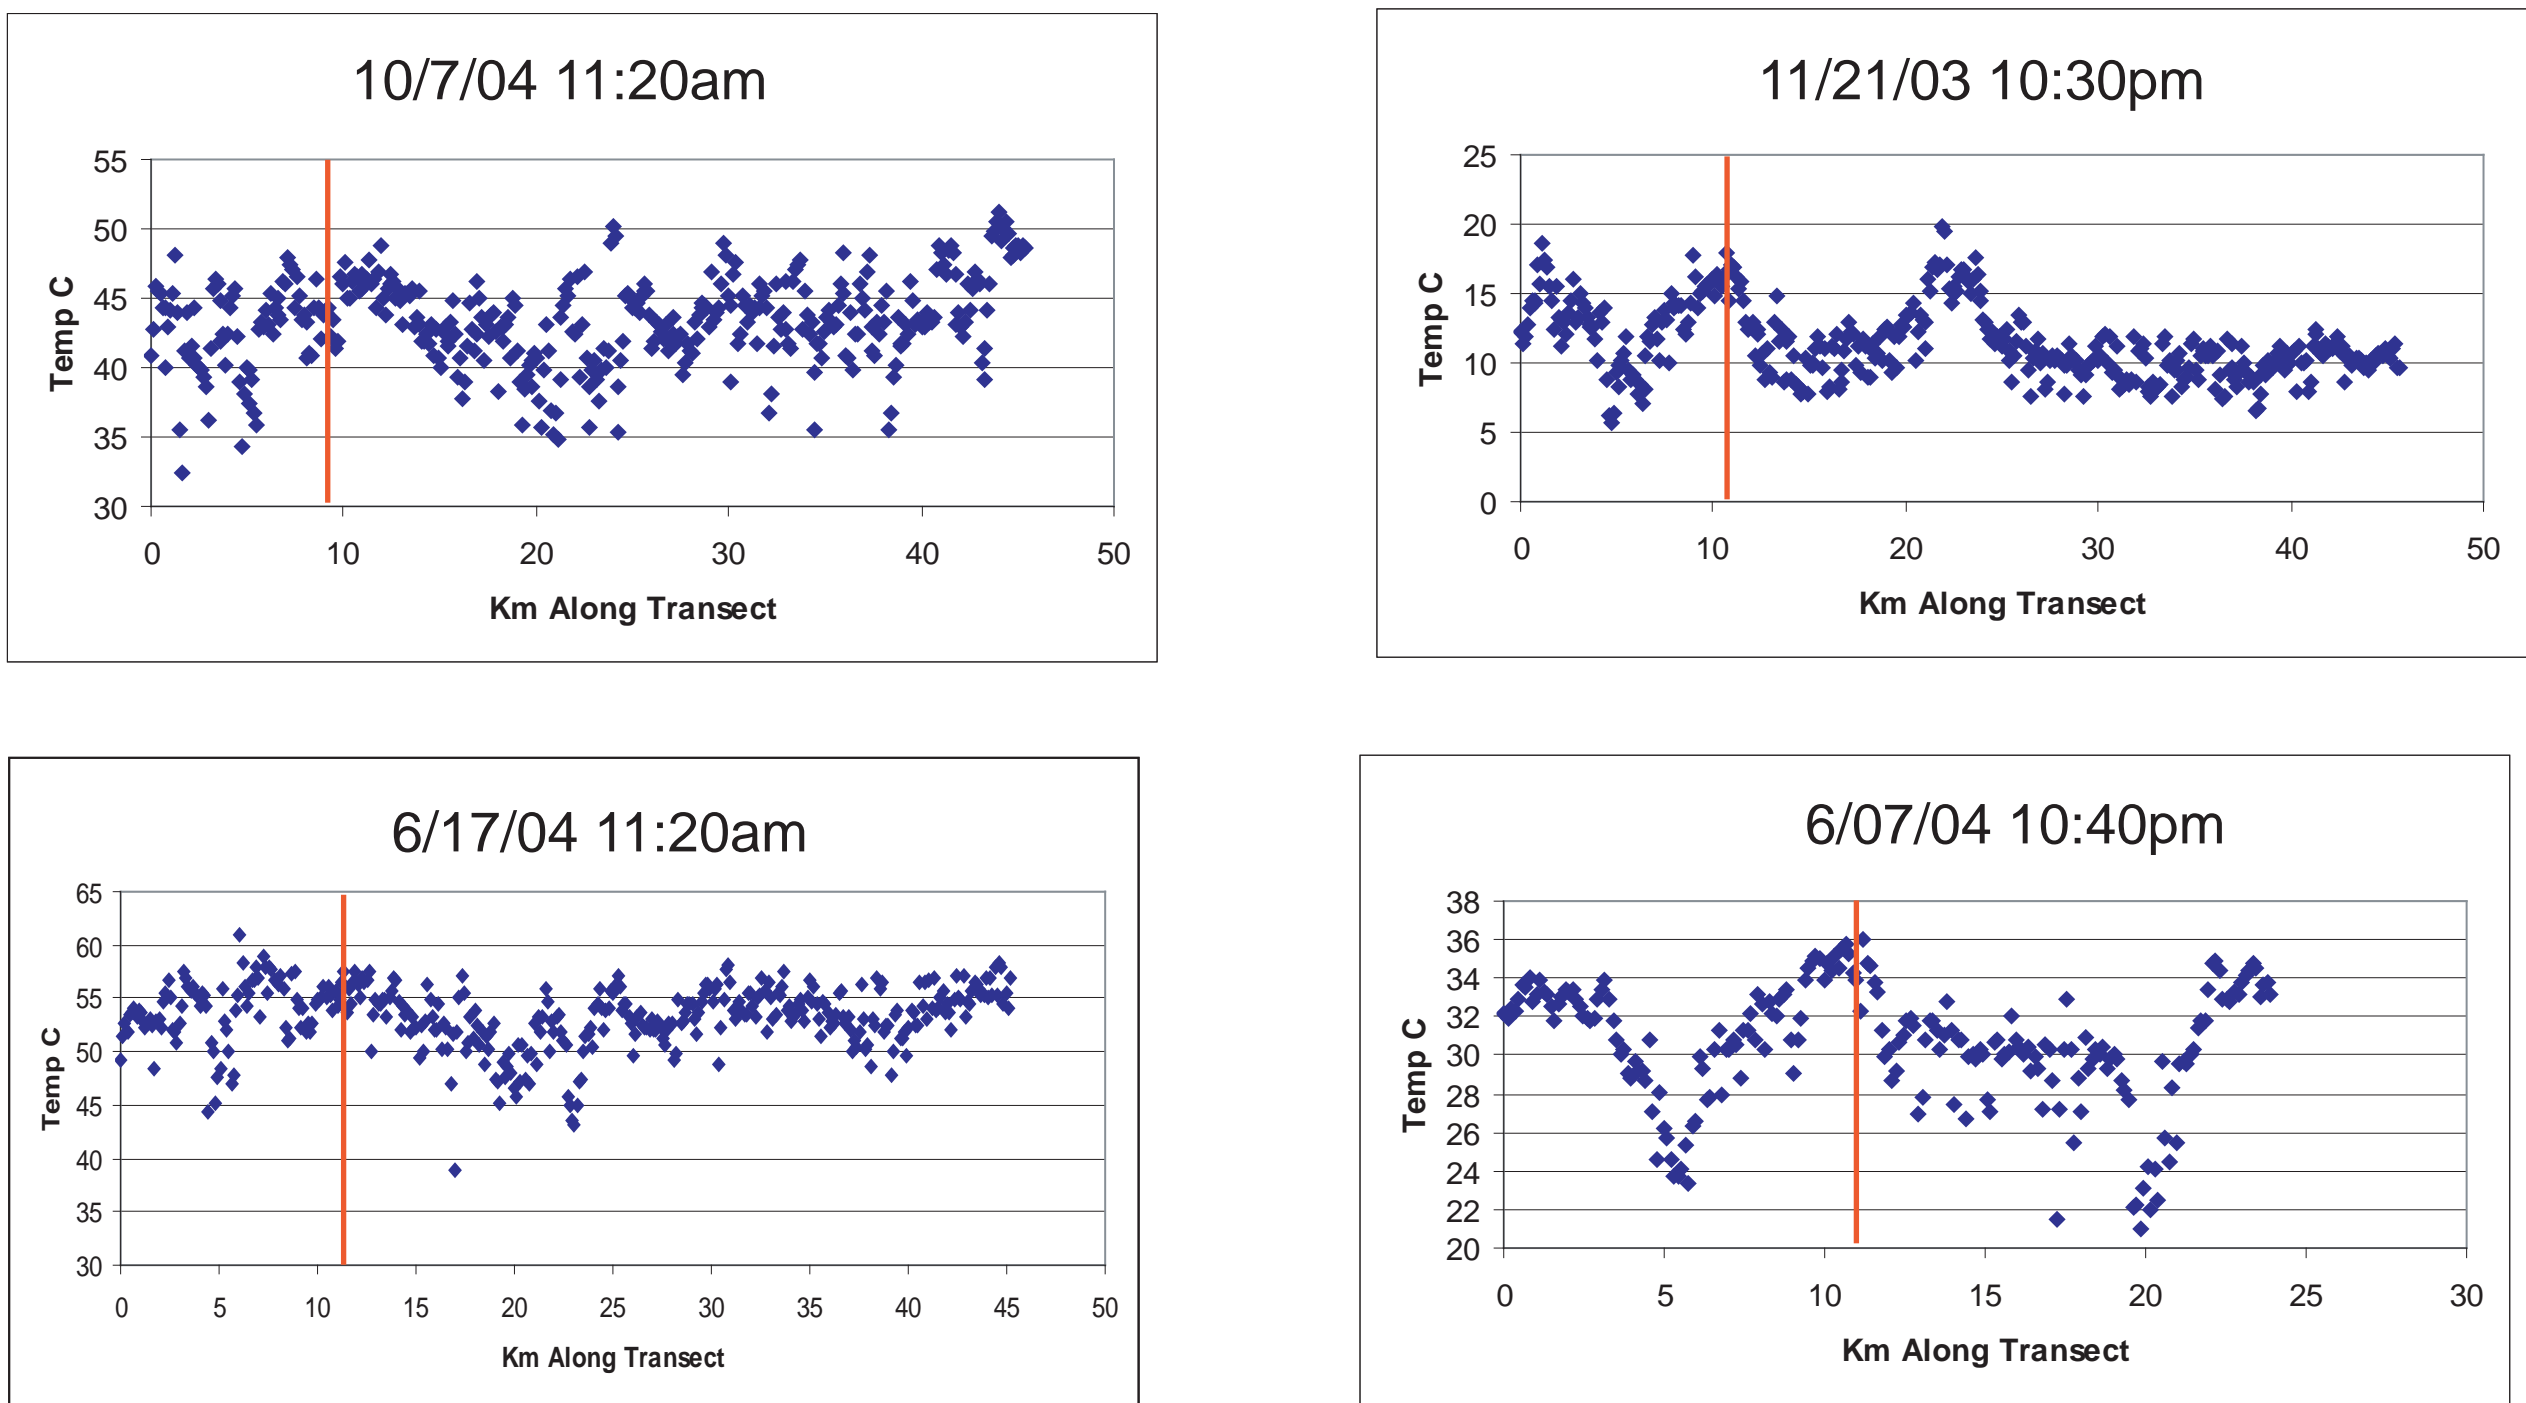 10/7/04 11:20am
55
50
45
40
35
30
Temp C
0 10 20 30 40 50
Km Along Transect
11/21/03 10:30pm
25
20
15
10
5
0
Temp C
0 10 20 30 40 50
Km Along Transect
6/17/04 11:20am
65
60
55
50
45
40
35
30
Temp C
0 5 10 15 20 25 30 35 40 45 50
Km Along Transect
6/07/04 10:40pm
38
36
34
32
30
28
26
24
22
20
Temp C
0 5 10 15 20 25 30
Km Along Transect